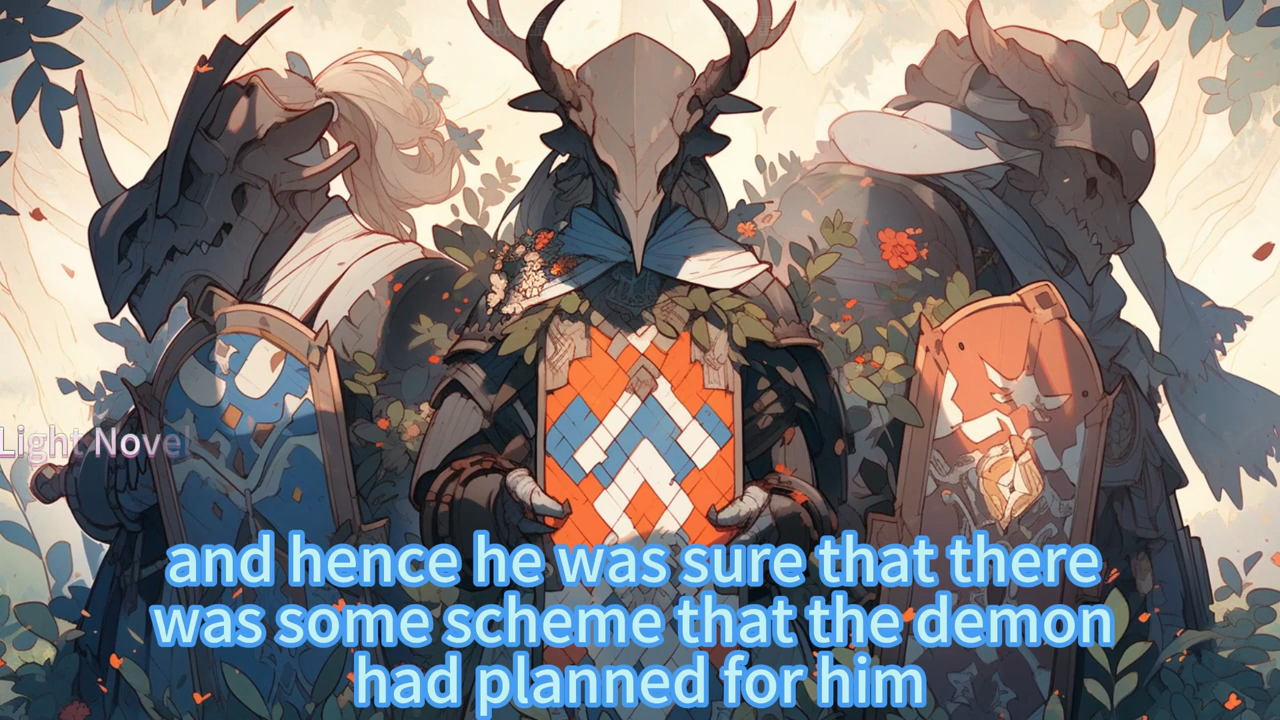 Light Novel
and hence he was sure that there
was some scheme that the demon
had planned for him